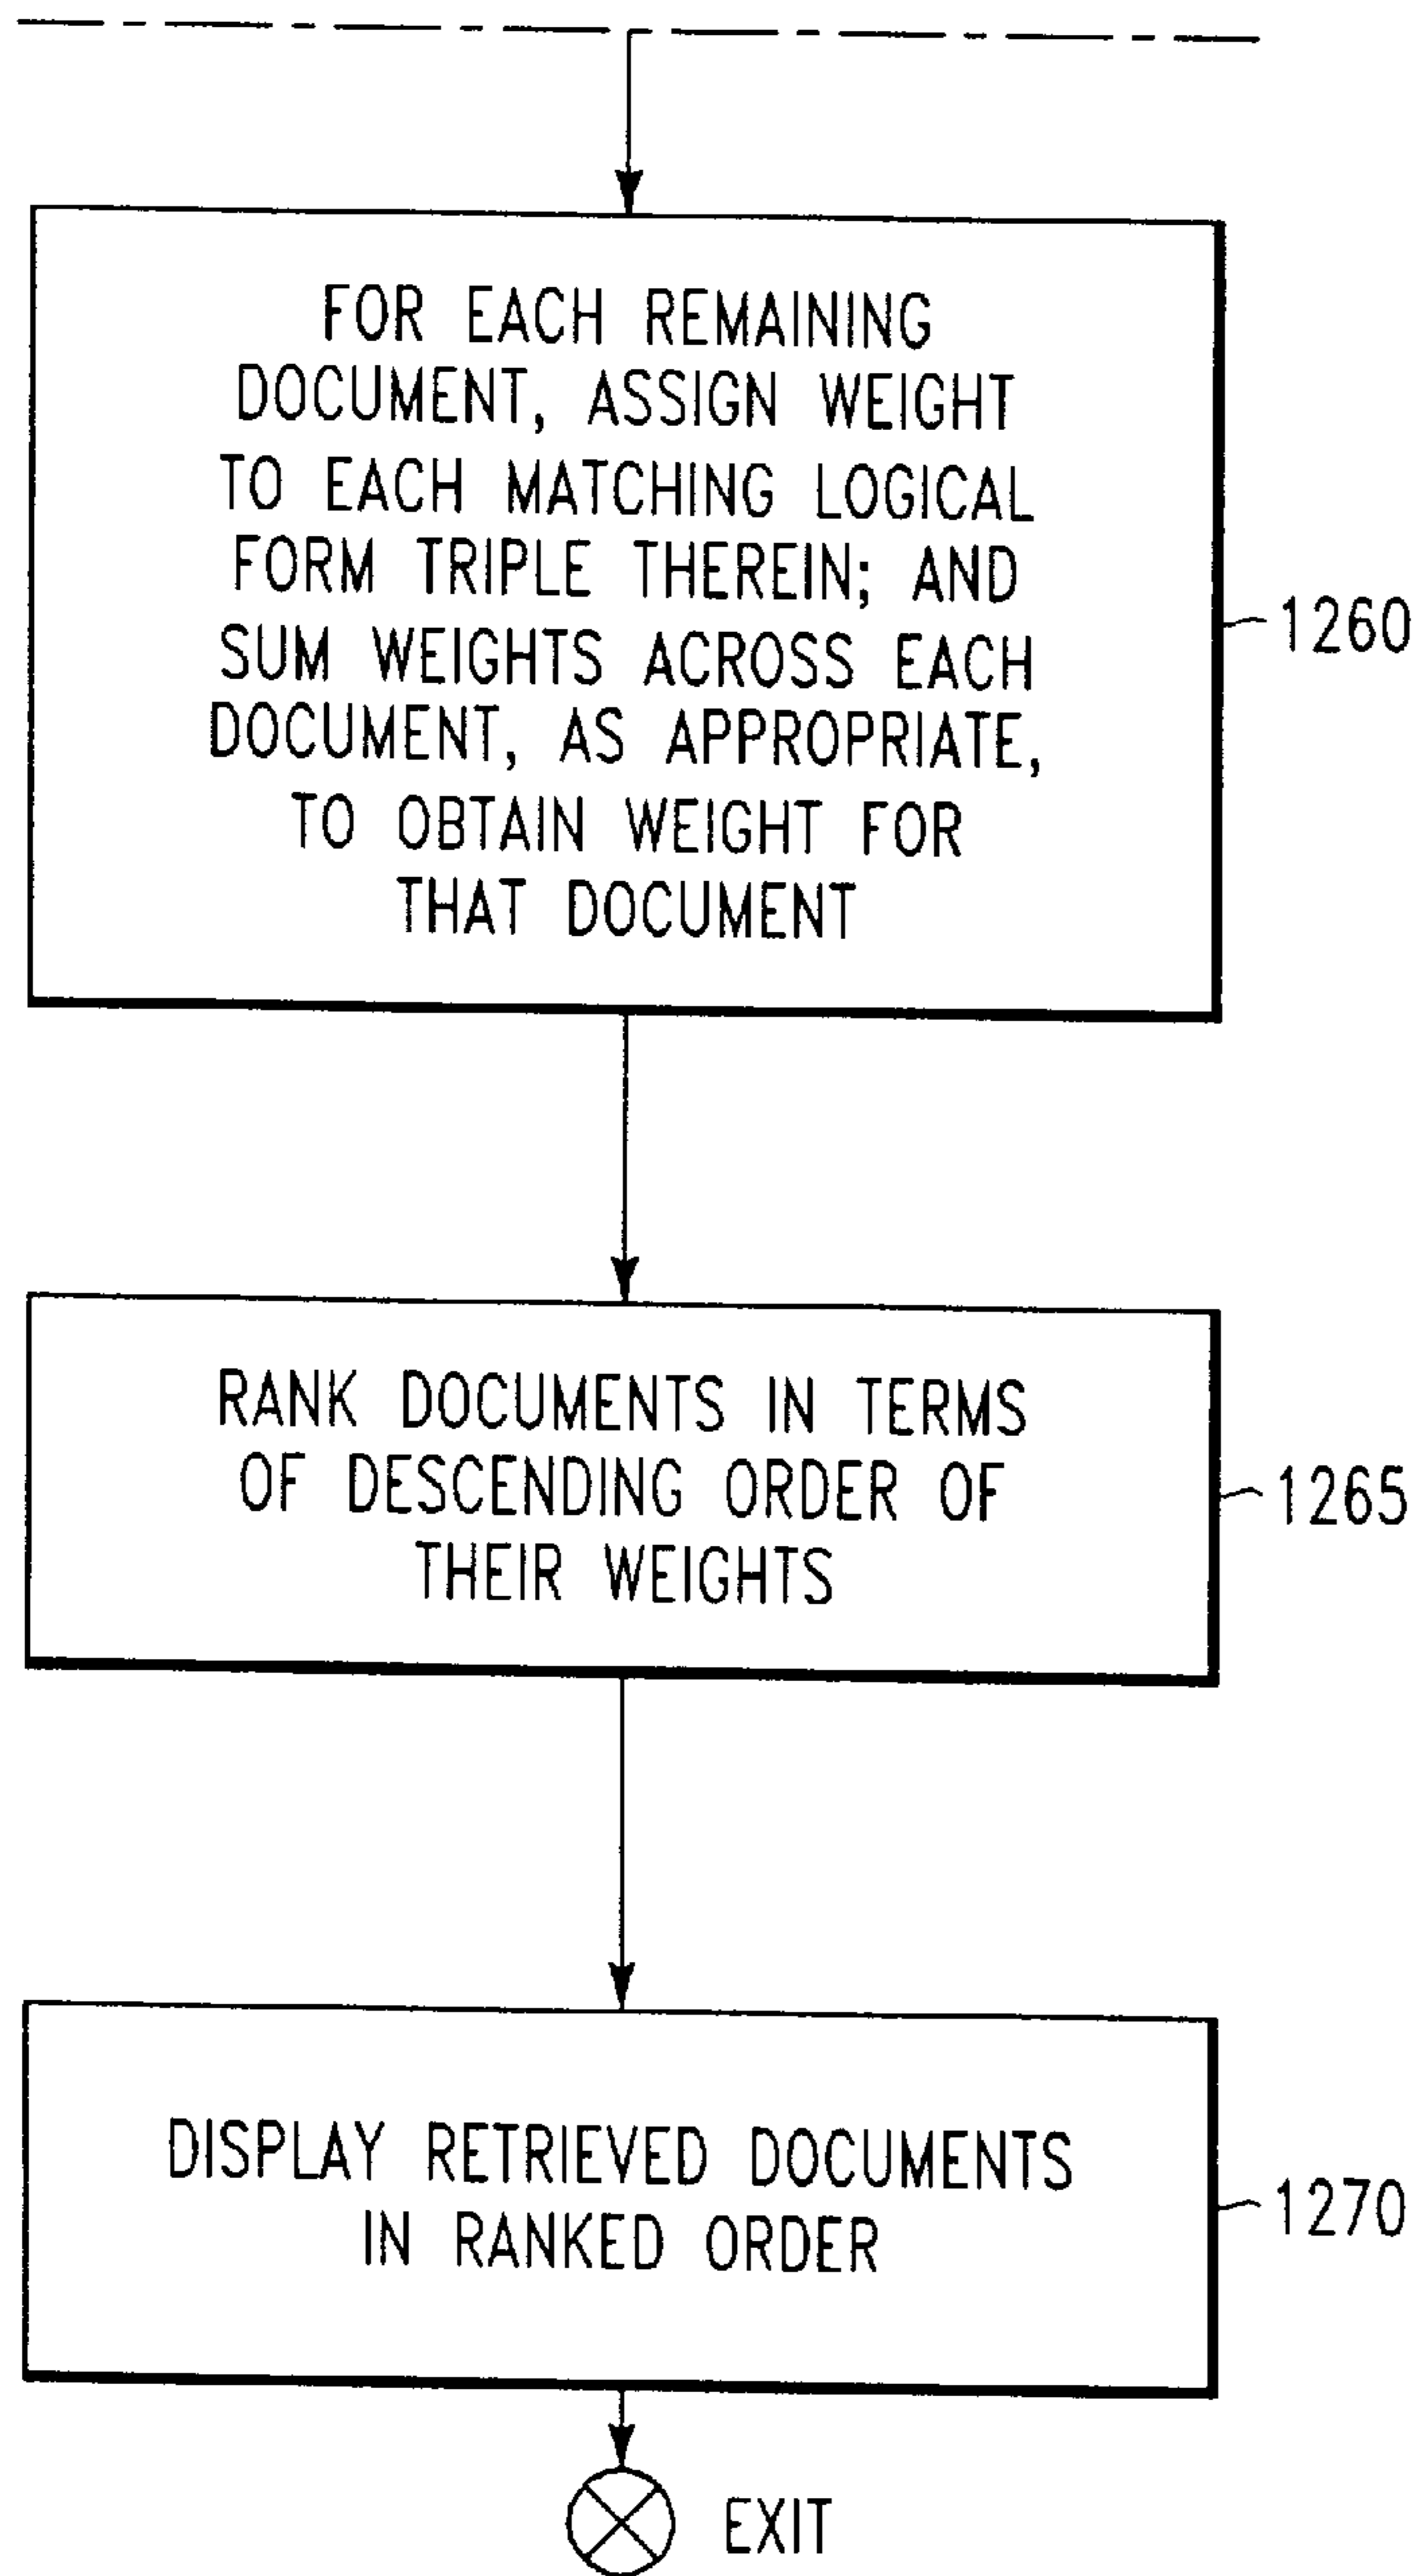 FOR EACH REMAINING
DOCUMENT, ASSIGN WEIGHT
TO EACH MATCHING LOGICAL
FORM TRIPLE THEREIN; AND
SUM WEIGHTS ACROSS EACH
DOCUMENT, AS APPROPRIATE,
TO OBTAIN WEIGHT FOR
THAT DOCUMENT
1260
RANK DOCUMENTS IN TERMS
OF DESCENDING ORDER OF
THEIR WEIGHTS
1265
DISPLAY RETRIEVED DOCUMENTS
IN RANKED ORDER
1270
EXIT